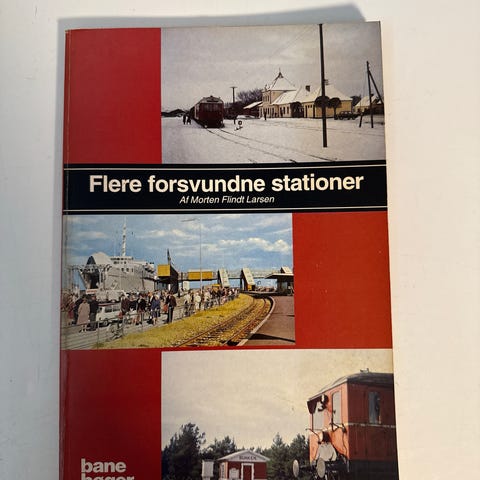 Flere forsvundne stationer
Af Morten Flindt Larsen
bane
bøger